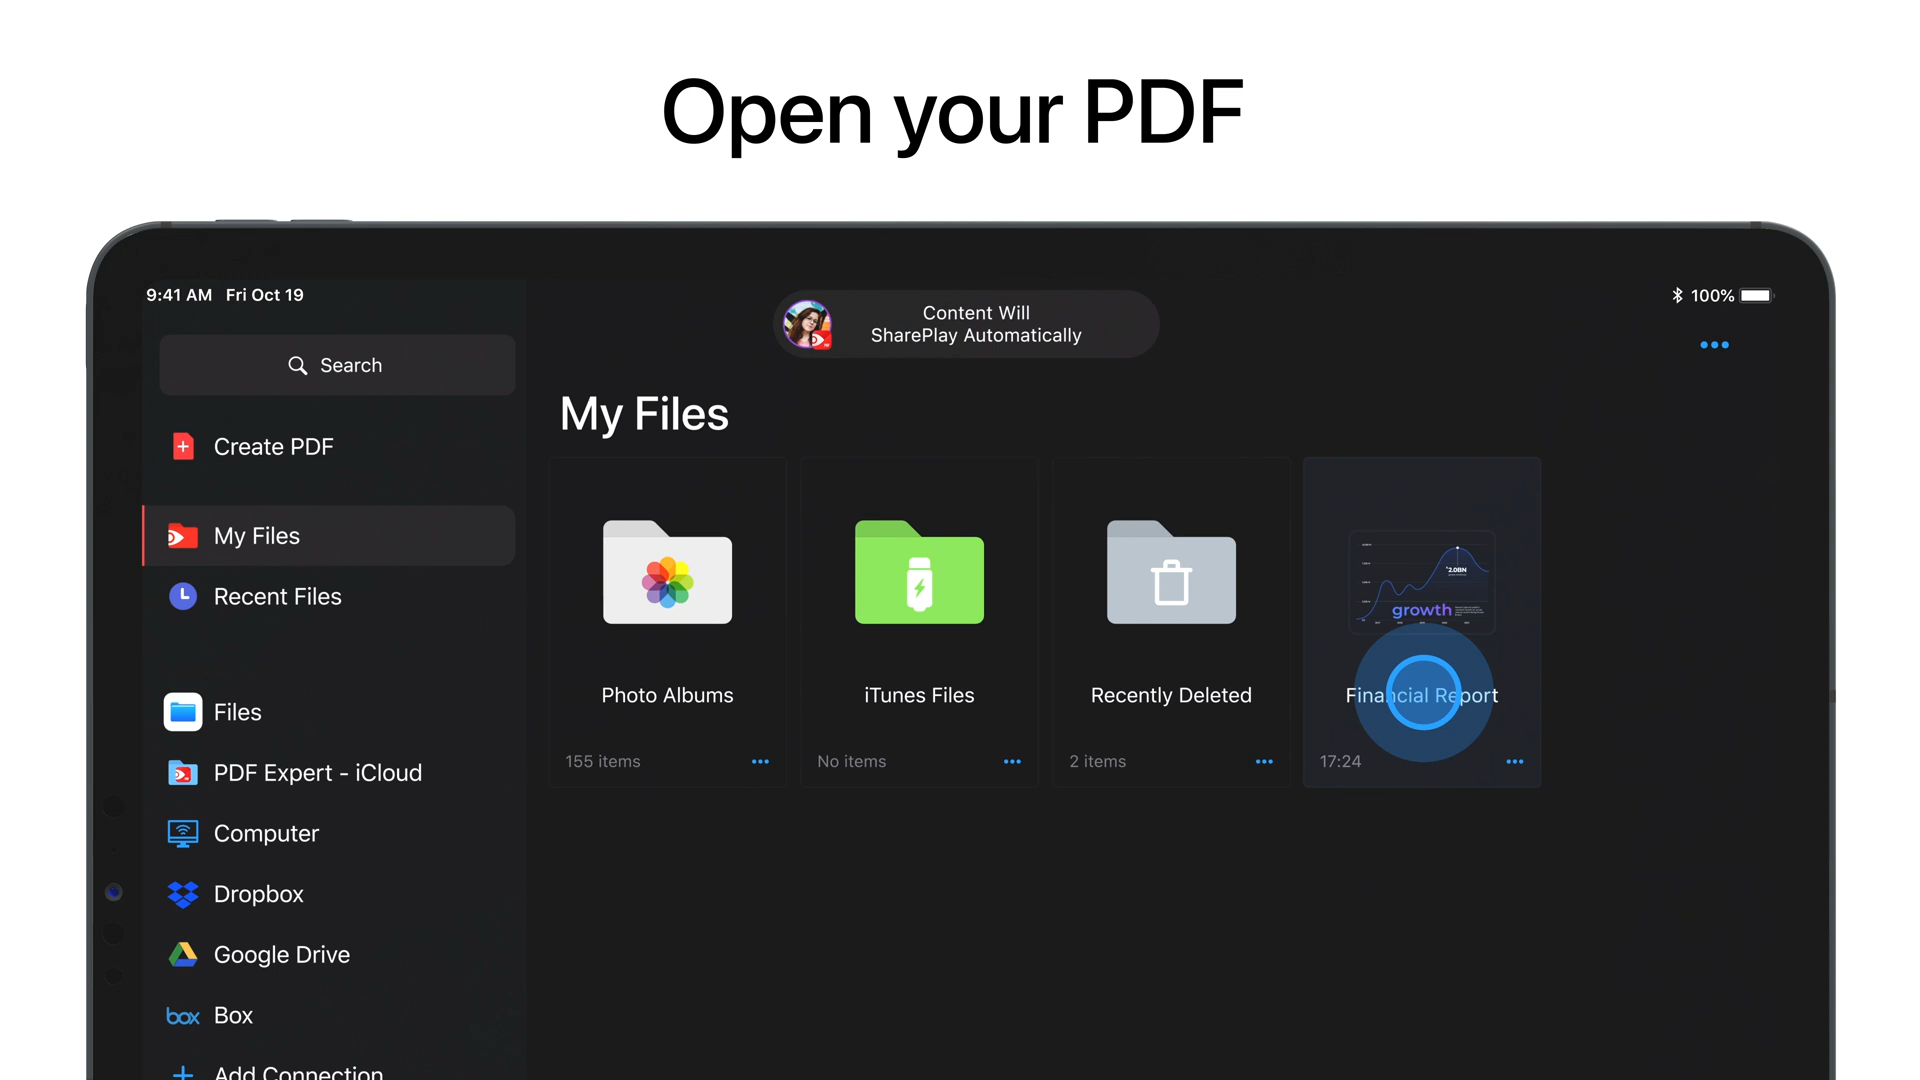 Open your PDF
9:41 AM Fri Oct 19
100%
Content Will
SharePlay Automatically
Search
Create PDF
My Files
Recent Files
Files
PDF Expert - iCloud
Computer
Dropbox
Google Drive
box Box
Add Connection
My Files
growth
2.0BN
Photo Albums
iTunes Files
Recently Deleted
Financial Report
155 items
No items
2 items
17:24